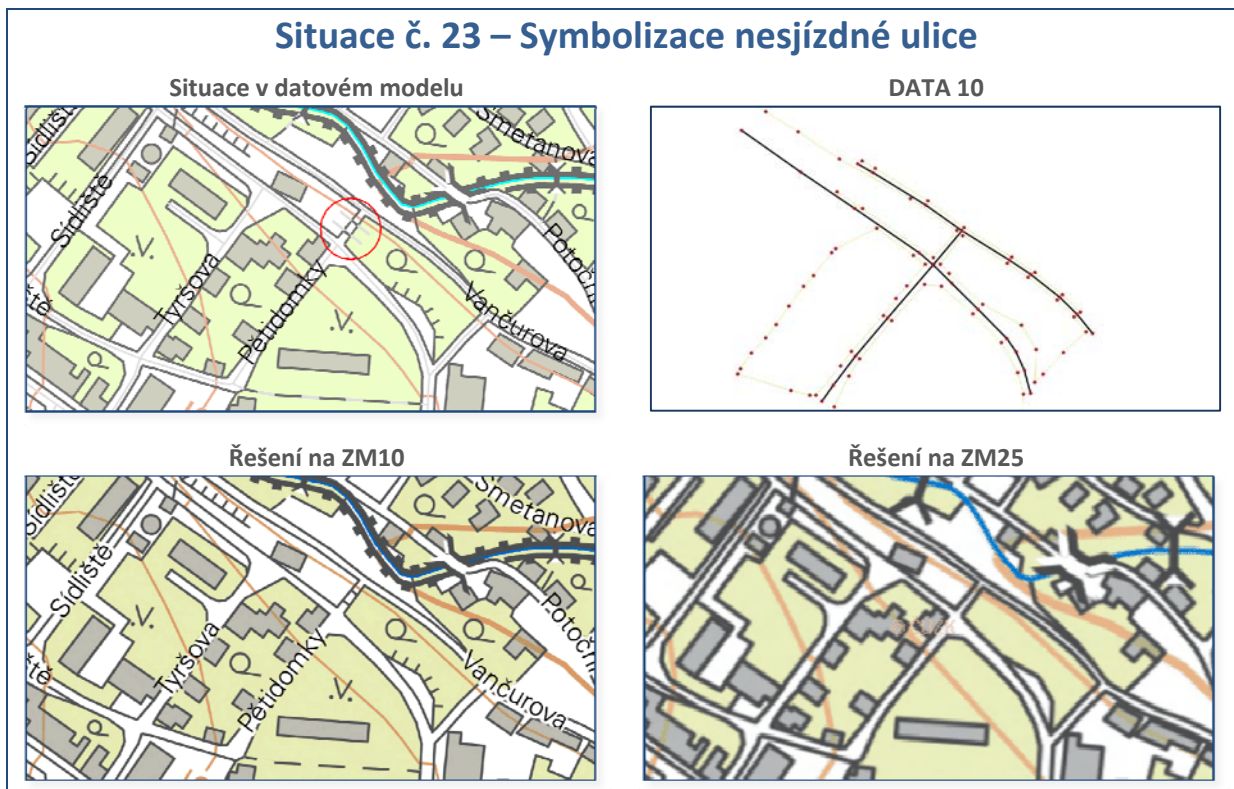 Situace č. 23 – Symbolizace nesjízdné ulice
Situace v datovém modelu
DATA 10
Sídliště
Smetanova
Potoční
Tyršova
Pětidomky
Vančurova
Řešení na ZM10
Řešení na ZM25
Sídliště
Smetanova
Tyršova
Pětidomky
Vančurova